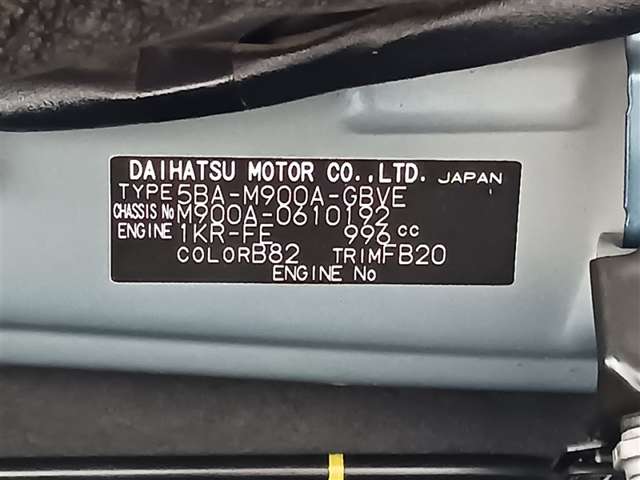 DAIHATSU MOTOR CO.,LTD. JAPAN
TYPE 5BA-M900A-GBVE
CHASSIS No M900A-0610192
ENGINE 1KR-FE 996 cc
COLOR B82 TRIM FB20
ENGINE No